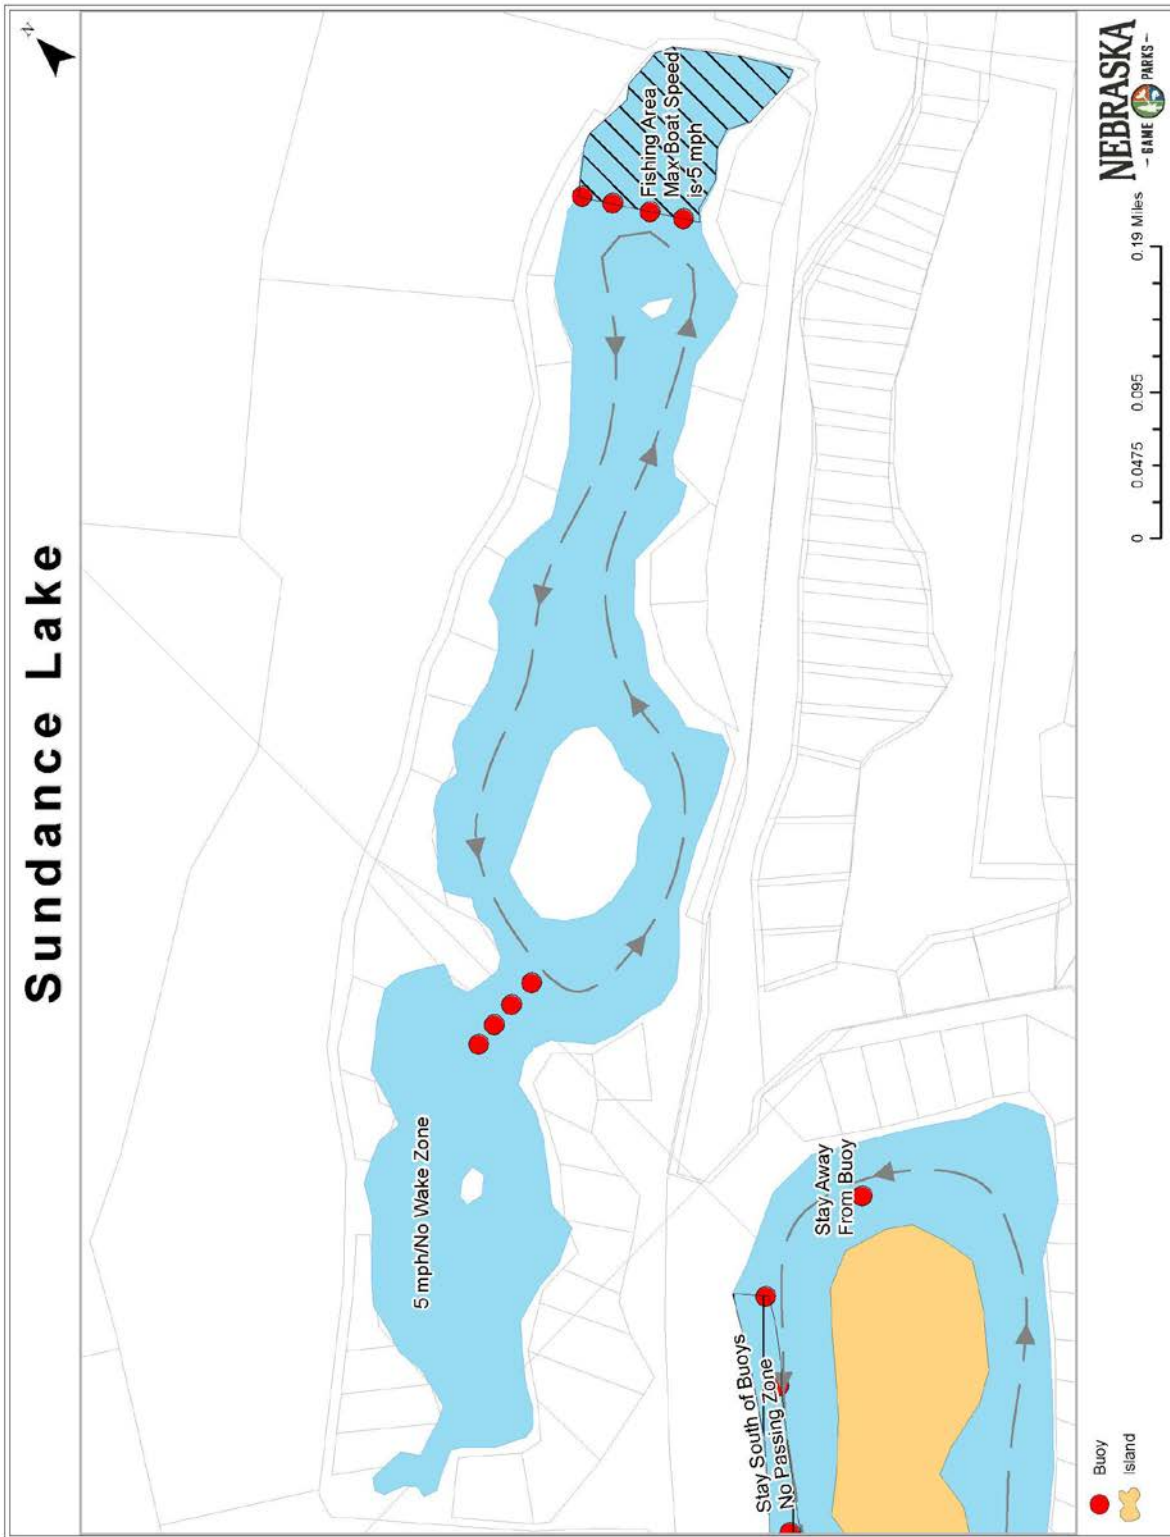 Sundance Lake
N
Fishing Area
Max Boat Speed
is 5 mph
5 mph/No Wake Zone
Stay Away
From Buoy
Stay South of Buoys
No Passing Zone
Buoy
Island
0 0.0475 0.095 0.19 Miles
NEBRASKA
- GAME PARKS -